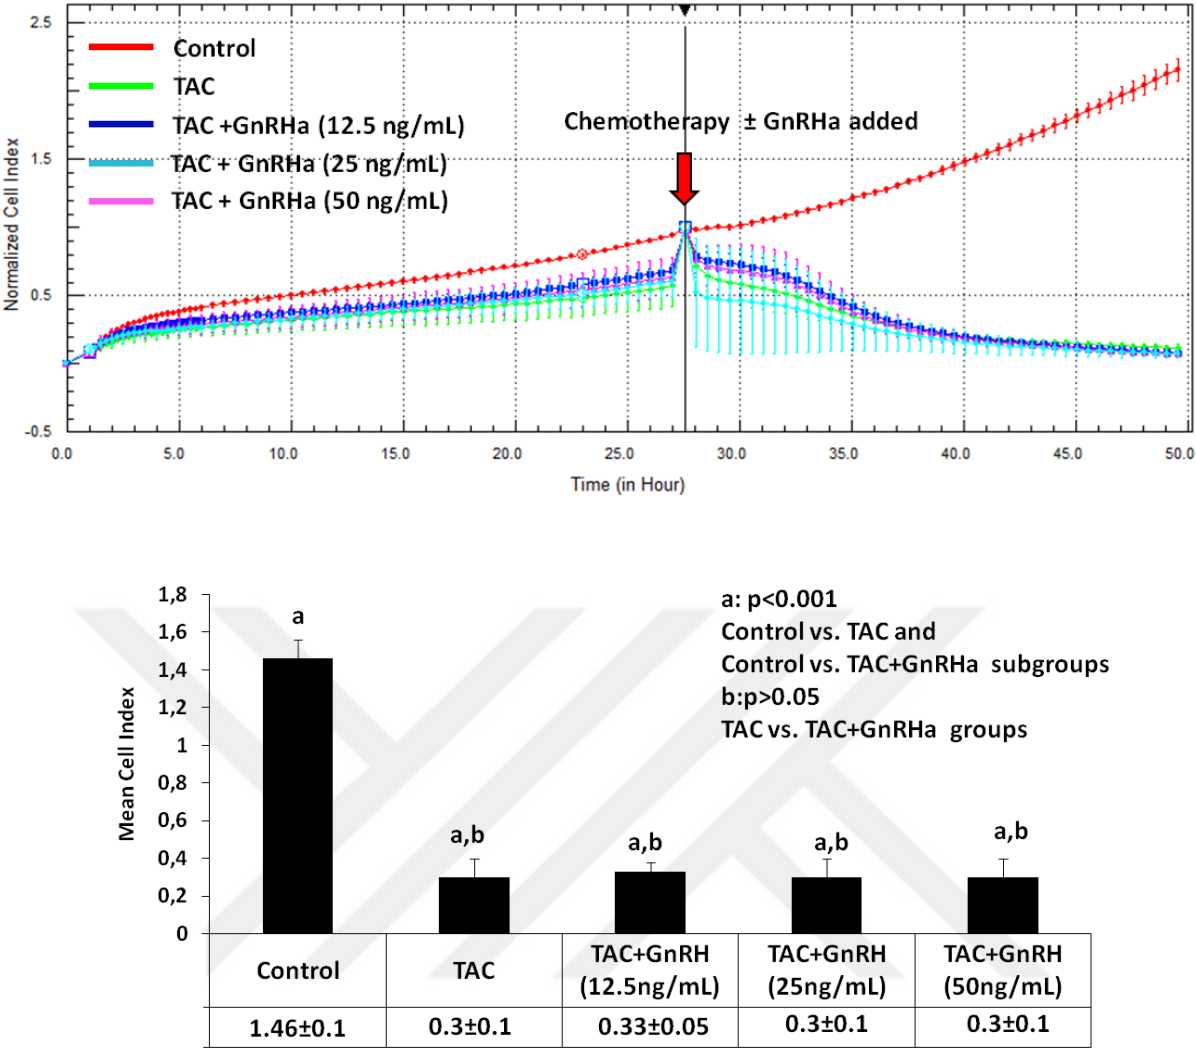 2.5
1.5
0.5
-0.5
Normalized Cell Index
Control
TAC
TAC +GnRHa (12.5 ng/mL)
TAC + GnRHa (25 ng/mL)
TAC + GnRHa (50 ng/mL)
Chemotherapy ± GnRHa added
0.0 5.0 10.0 15.0 20.0 25.0 30.0 35.0 40.0 45.0 50.0
Time (in Hour)
1,8
1,6
1,4
1,2
1
0,8
0,6
0,4
0,2
0
Mean Cell Index
a
a,b
a,b
a,b
a,b
a: p<0.001
Control vs. TAC and
Control vs. TAC+GnRHa subgroups
b:p>0.05
TAC vs. TAC+GnRHa groups
Control
TAC
TAC+GnRH
(12.5ng/mL)
TAC+GnRH
(25ng/mL)
TAC+GnRH
(50ng/mL)
1.46±0.1 0.3±0.1 0.33±0.05 0.3±0.1 0.3±0.1